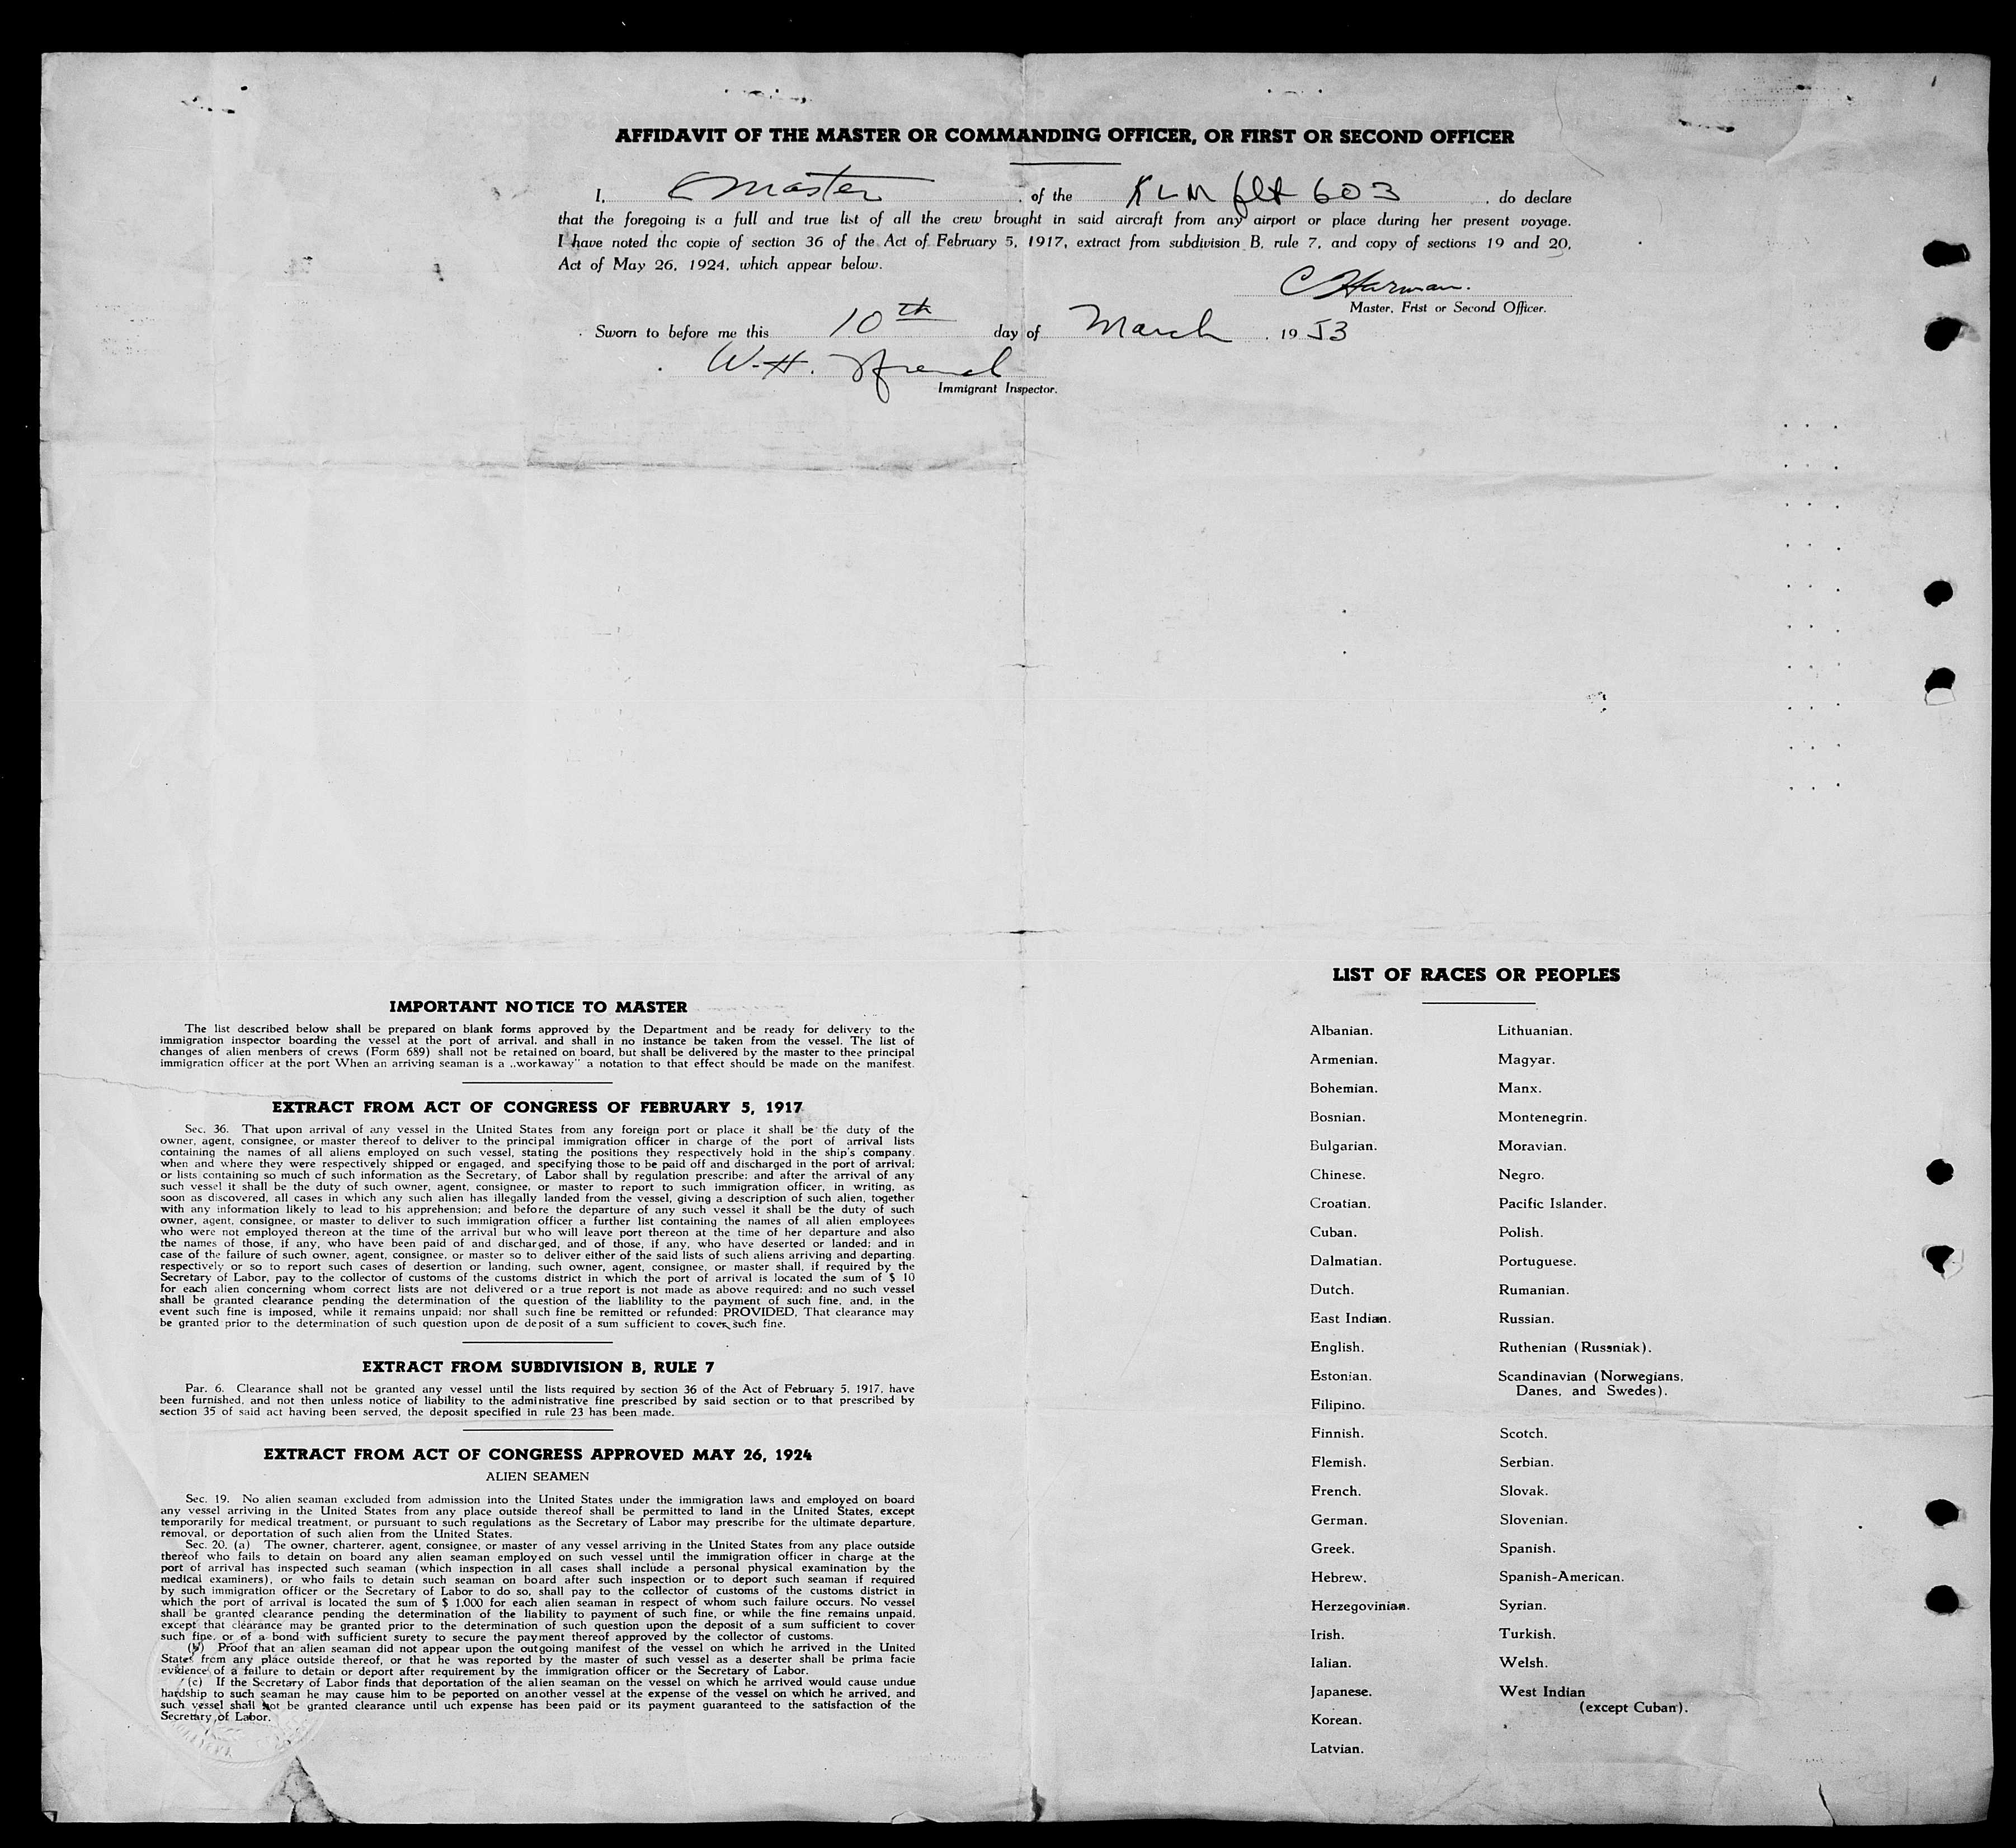 AFFIDAVIT OF THE MASTER OR COMMANDING OFFICER, OR FIRST OR SECOND OFFICER
I, master of the KLM flt 603, do declare
that the foregoing is a full and true list of all the crew brought in said aircraft from any airport or place during her present voyage.
I have noted the copie of section 36 of the Act of February 5, 1917, extract from subdivision B, rule 7, and copy of sections 19 and 20,
Act of May 26, 1924, which appear below.
C Harman.
Master, Frist or Second Officer.
Sworn to before me this 10th day of March, 1953
W.H. French
Immigrant Inspector.
IMPORTANT NOTICE TO MASTER
The list described below shall be prepared on blank forms approved by the Department and be ready for delivery to the
immigration inspector boarding the vessel at the port of arrival, and shall in no instance be taken from the vessel. The list of
changes of alien menbers of crews (Form 689) shall not be retained on board, but shall be delivered by the master to thee principal
immigration officer at the port When an arriving seaman is a „workaway" a notation to that effect should be made on the manifest.
EXTRACT FROM ACT OF CONGRESS OF FEBRUARY 5, 1917
Sec. 36. That upon arrival of any vessel in the United States from any foreign port or place it shall be the duty of the
owner, agent, consignee, or master thereof to deliver to the principal immigration officer in charge of the port of arrival lists
containing the names of all aliens employed on such vessel, stating the positions they respectively hold in the ship's company,
when and where they were respectively shipped or engaged, and specifying those to be paid off and discharged in the port of arrival;
or lists containing so much of such information as the Secretary, of Labor shall by regulation prescribe; and after the arrival of any
such vessel it shall be the duty of such owner, agent, consignee, or master to report to such immigration officer, in writing, as
soon as discovered, all cases in which any such alien has illegally landed from the vessel, giving a description of such alien, together
with any information likely to lead to his apprehension; and before the departure of any such vessel it shall be the duty of such
owner, agent, consignee, or master to deliver to such immigration officer a further list containing the names of all alien employees
who were not employed thereon at the time of the arrival but who will leave port thereon at the time of her departure and also
the names of those, if any, who have been paid of and discharged, and of those, if any, who have deserted or landed; and in
case of the failure of such owner, agent, consignee, or master so to deliver either of the said lists of such aliens arriving and departing,
respectively or so to report such cases of desertion or landing, such owner, agent, consignee, or master shall, if required by the
Secretary of Labor, pay to the collector of customs of the customs district in which the port of arrival is located the sum of $ 10
for each alien concerning whom correct lists are not delivered or a true report is not made as above required; and no such vessel
shall be granted clearance pending the determination of the question of the liablility to the payment of such fine, and, in the
event such fine is imposed, while it remains unpaid; nor shall such fine be remitted or refunded: PROVIDED, That clearance may
be granted prior to the determination of such question upon de deposit of a sum sufficient to cover such fine.
EXTRACT FROM SUBDIVISION B, RULE 7
Par. 6. Clearance shall not be granted any vessel until the lists required by section 36 of the Act of February 5, 1917, have
been furnished, and not then unless notice of liability to the administrative fine prescribed by said section or to that prescribed by
section 35 of said act having been served, the deposit specified in rule 23 has been made.
EXTRACT FROM ACT OF CONGRESS APPROVED MAY 26, 1924
ALIEN SEAMEN
Sec. 19. No alien seaman excluded from admission into the United States under the immigration laws and employed on board
any vessel arriving in the United States from any place outside thereof shall be permitted to land in the United States, except
temporarily for medical treatment, or pursuant to such regulations as the Secretary of Labor may prescribe for the ultimate departure,
removal, or deportation of such alien from the United States.
Sec. 20. (a) The owner, charterer, agent, consignee, or master of any vessel arriving in the United States from any place outside
thereof who fails to detain on board any alien seaman employed on such vessel until the immigration officer in charge at the
port of arrival has inspected such seaman (which inspection in all cases shall include a personal physical examination by the
medical examiners), or who fails to detain such seaman on board after such inspection or to deport such seaman if required
by such immigration officer or the Secretary of Labor to do so, shall pay to the collector of customs of the customs district in
which the port of arrival is located the sum of $ 1.000 for each alien seaman in respect of whom such failure occurs. No vessel
shall be granted clearance pending the determination of the liability to payment of such fine, or while the fine remains unpaid,
except that clearance may be granted prior to the determination of such question upon the deposit of a sum sufficient to cover
such fine, or of a bond with sufficient surety to secure the payment thereof approved by the collector of customs.
(b) Proof that an alien seaman did not appear upon the outgoing manifest of the vessel on which he arrived in the United
States from any place outside thereof, or that he was reported by the master of such vessel as a deserter shall be prima facie
evidence of a failure to detain or deport after requirement by the immigration officer or the Secretary of Labor.
(c) If the Secretary of Labor finds that deportation of the alien seaman on the vessel on which he arrived would cause undue
hardship to such seaman he may cause him to be peported on another vessel at the expense of the vessel on which he arrived, and
such vessel shall not be granted clearance until uch expense has been paid or its payment guaranteed to the satisfaction of the
Secretary of Labor.
LIST OF RACES OR PEOPLES
Albanian.
Armenian.
Bohemian.
Bosnian.
Bulgarian.
Chinese.
Croatian.
Cuban.
Dalmatian.
Dutch.
East Indian.
English.
Estonian.
Filipino.
Finnish.
Flemish.
French.
German.
Greek.
Hebrew.
Herzegovinian.
Irish.
Ialian.
Japanese.
Korean.
Latvian.
Lithuanian.
Magyar.
Manx.
Montenegrin.
Moravian.
Negro.
Pacific Islander.
Polish.
Portuguese.
Rumanian.
Russian.
Ruthenian (Russniak).
Scandinavian (Norwegians,
Danes, and Swedes).
Scotch.
Serbian.
Slovak.
Slovenian.
Spanish.
Spanish-American.
Syrian.
Turkish.
Welsh.
West Indian
(except Cuban).